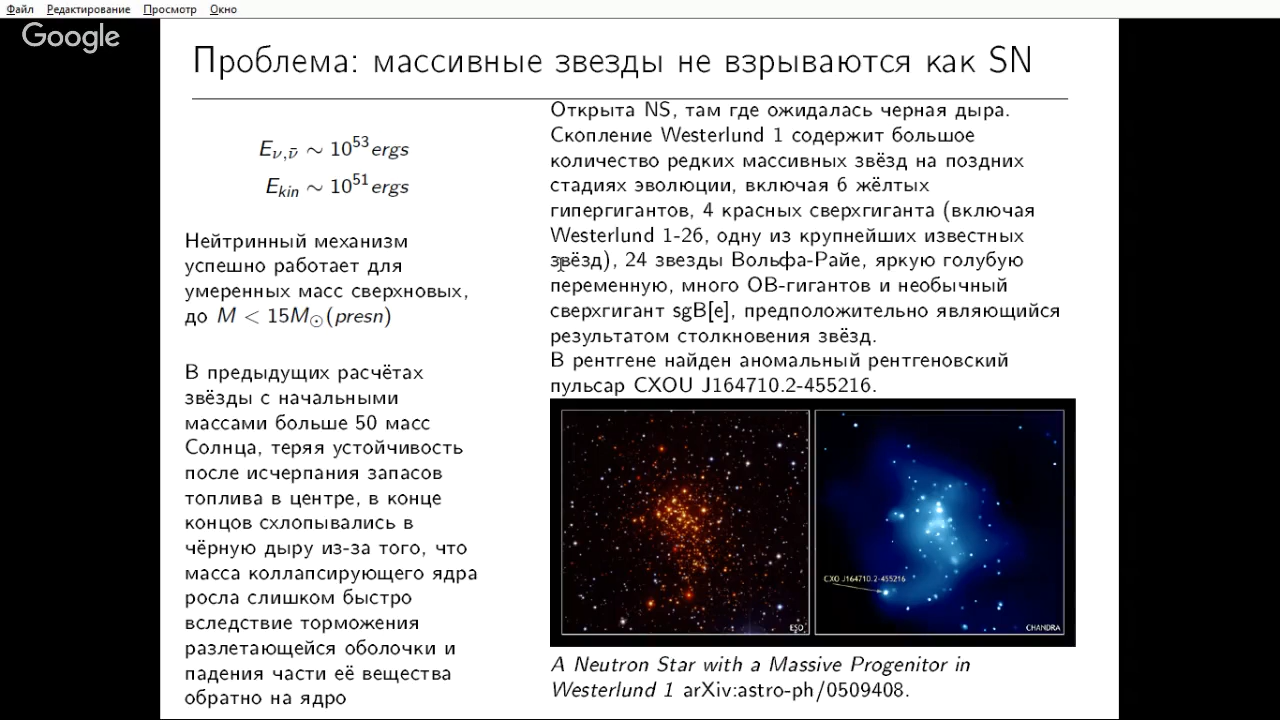 Файл Редактирование Просмотр Окно
Google
Проблема: массивные звезды не взрываются как SN
E_{ν,ν̄} ∼ 10^{53} ergs
E_{kin} ∼ 10^{51} ergs
Нейтринный механизм
успешно работает для
умеренных масс сверхновых,
до M < 15M_⊙(presn)
В предыдущих расчётах
звёзды с начальными
массами больше 50 масс
Солнца, теряя устойчивость
после исчерпания запасов
топлива в центре, в конце
концов схлопывались в
чёрную дыру из-за того, что
масса коллапсирующего ядра
росла слишком быстро
вследствие торможения
разлетающейся оболочки и
падения части её вещества
обратно на ядро
Открыта NS, там где ожидалась черная дыра.
Скопление Westerlund 1 содержит большое
количество редких массивных звёзд на поздних
стадиях эволюции, включая 6 жёлтых
гипергигантов, 4 красных сверхгиганта (включая
Westerlund 1-26, одну из крупнейших известных
звёзд), 24 звезды Вольфа-Райе, яркую голубую
переменную, много OB-гигантов и необычный
сверхгигант sgB[e], предположительно являющийся
результатом столкновения звёзд.
В рентгене найден аномальный рентгеновский
пульсар CXOU J164710.2-455216.
CXO J164710.2-455216
ESO
CHANDRA
A Neutron Star with a Massive Progenitor in
Westerlund 1 arXiv:astro-ph/0509408.